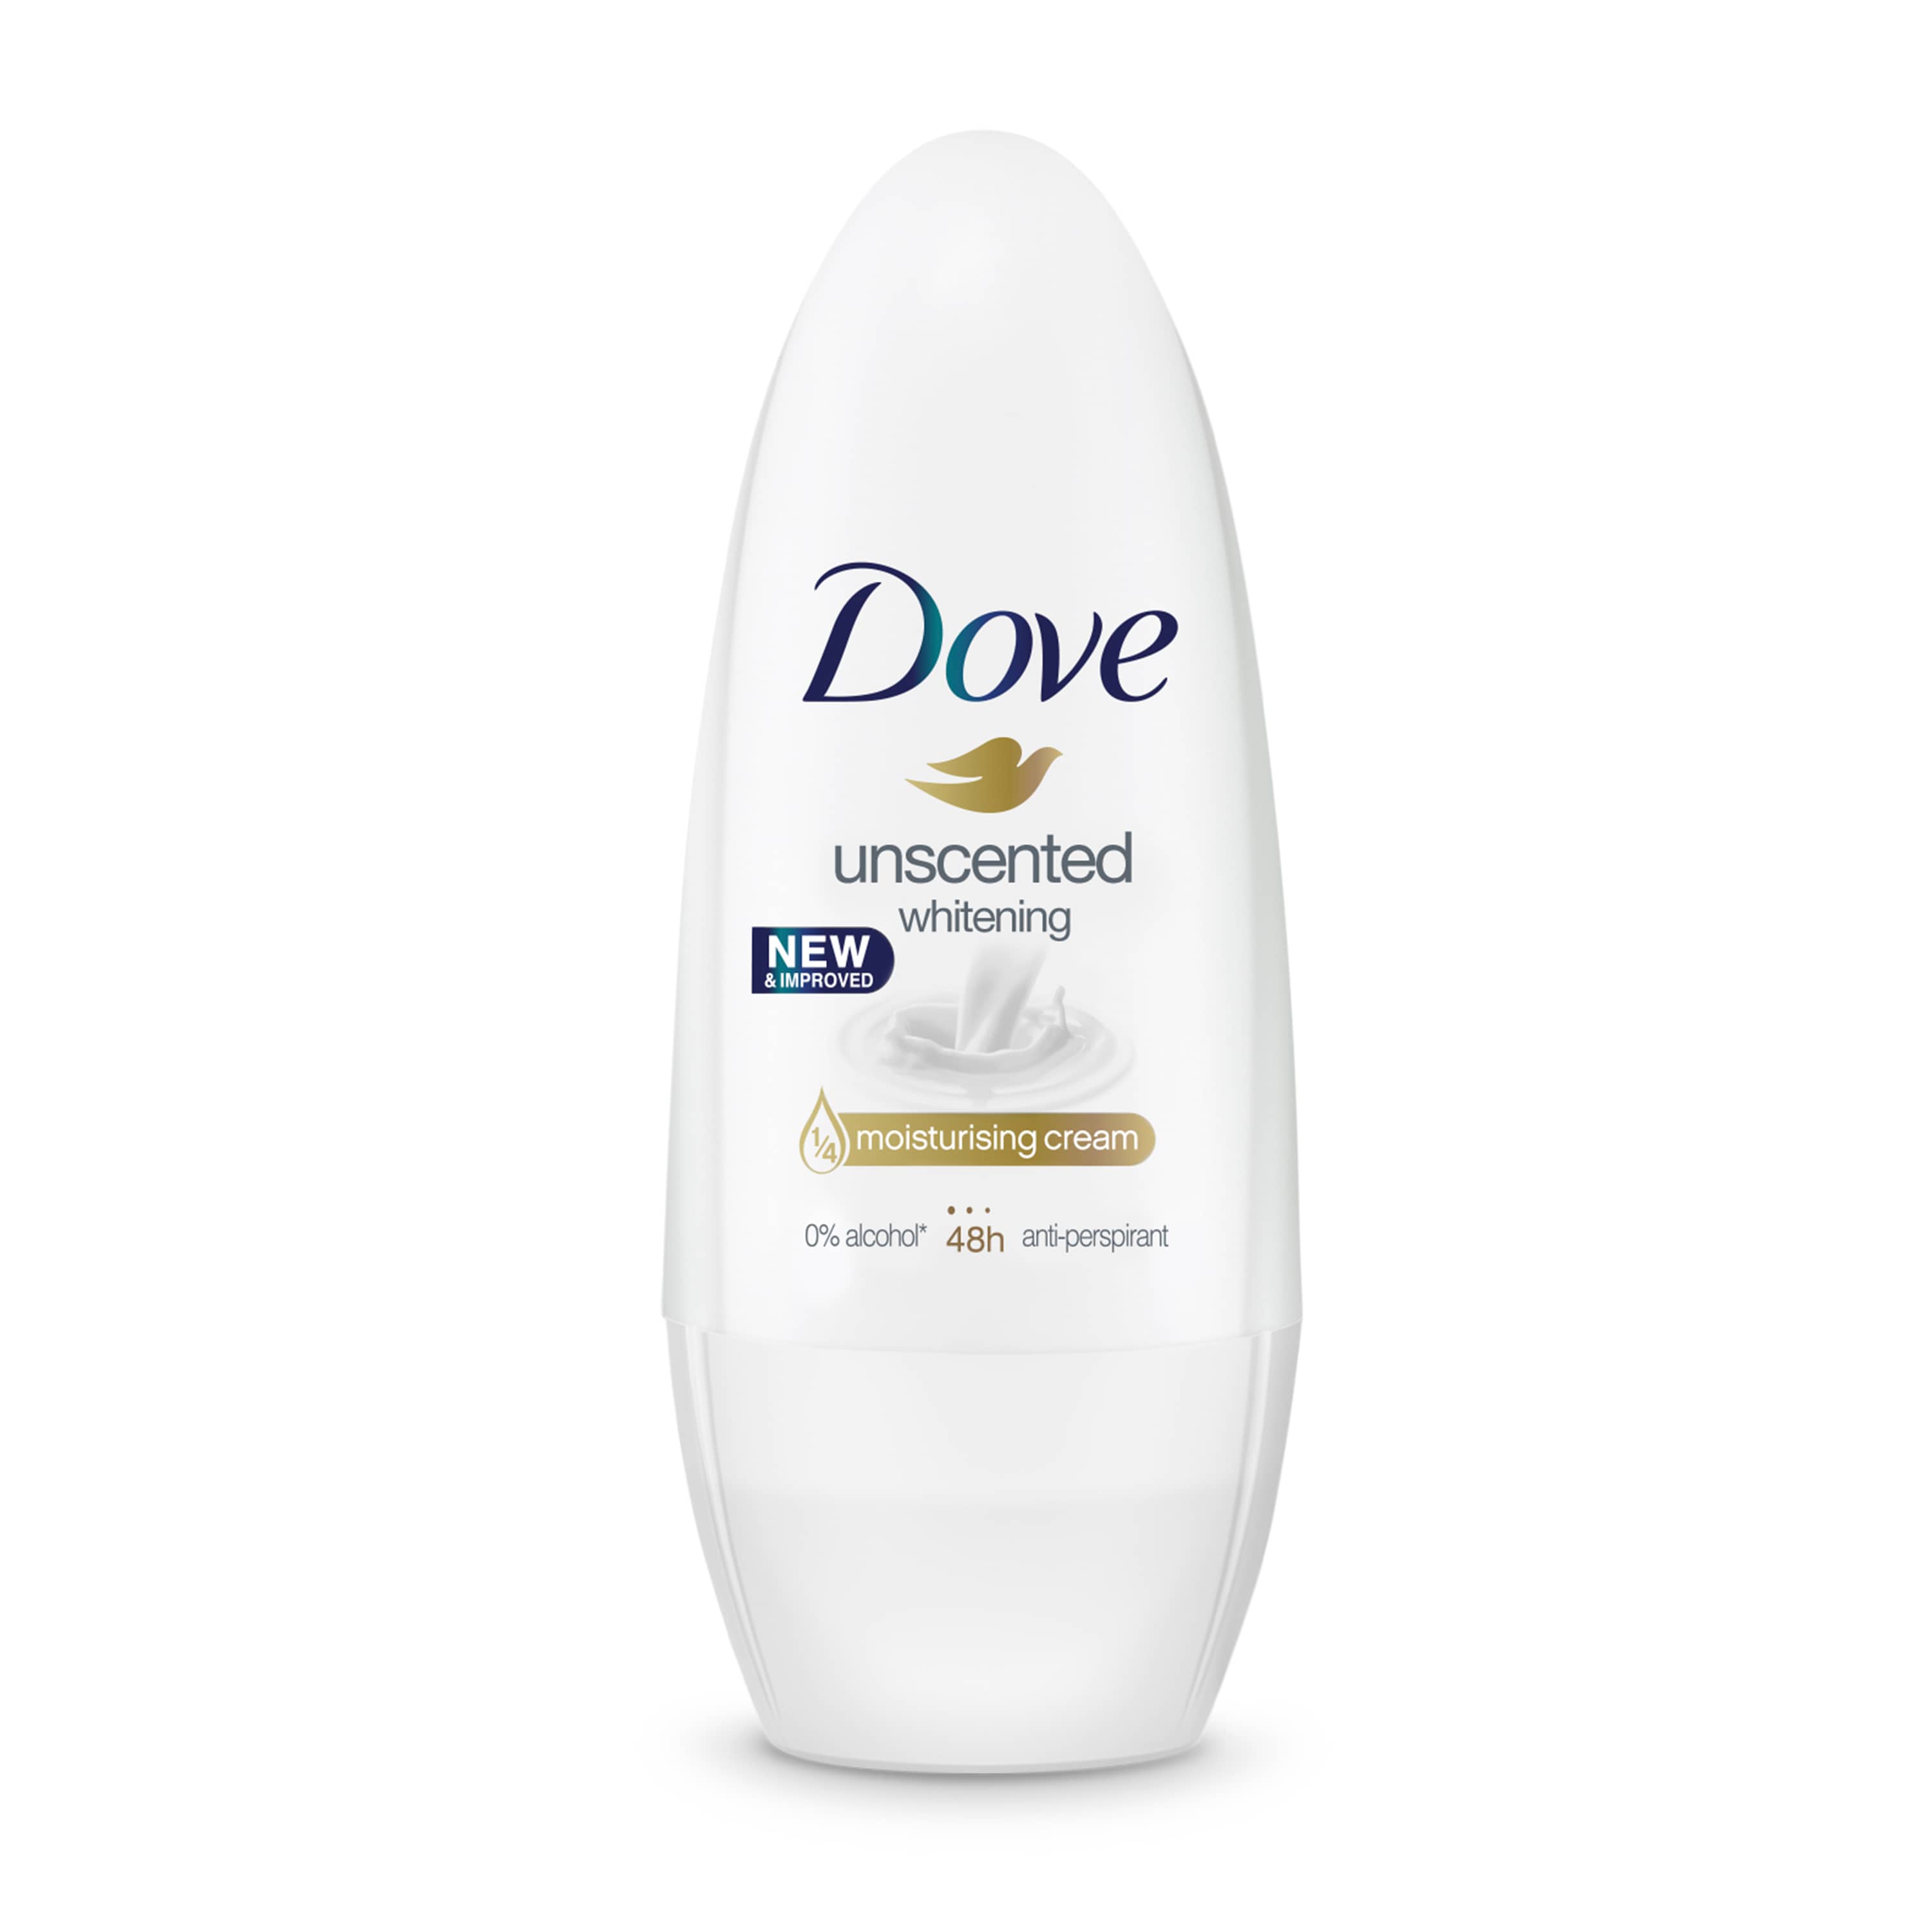 Dove
unscented
whitening
NEW
& IMPROVED
1/4 moisturising cream
0% alcohol* 48h anti-perspirant